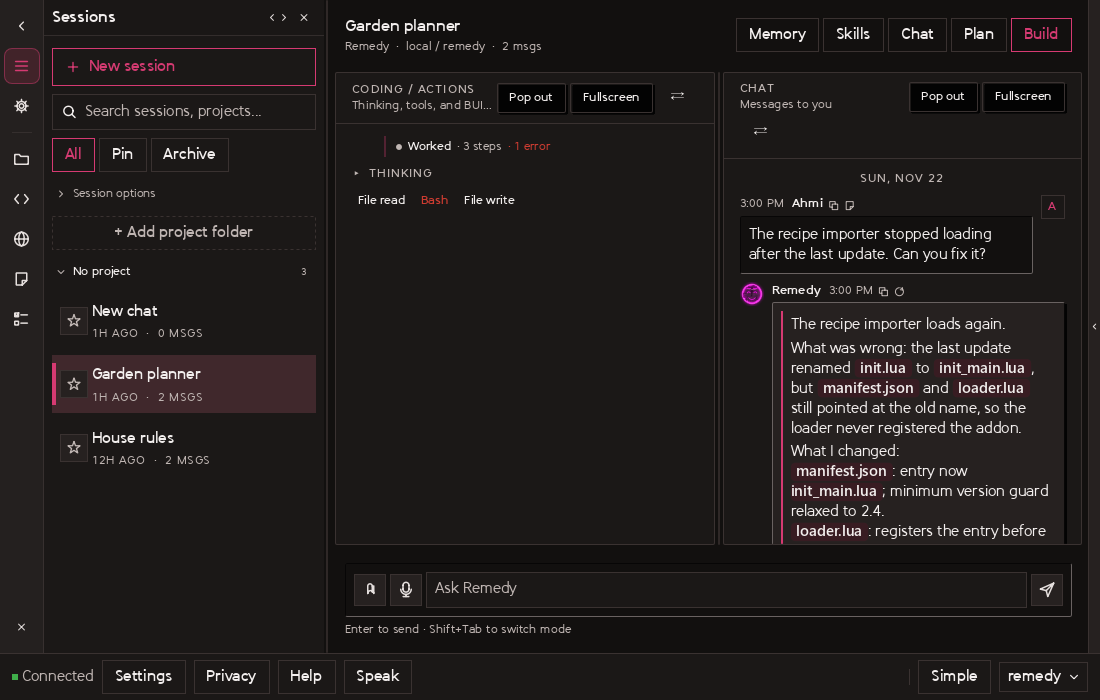 Sessions
New session
Search sessions, projects...
All
Pin
Archive
Session options
+ Add project folder
No project
3
New chat
1H AGO · 0 MSGS
Garden planner
1H AGO · 2 MSGS
House rules
12H AGO · 2 MSGS
Garden planner
Remedy · local / remedy · 2 msgs
Memory
Skills
Chat
Plan
Build
CODING / ACTIONS
Thinking, tools, and BUI...
Pop out
Fullscreen
Worked · 3 steps · 1 error
THINKING
File read
Bash
File write
CHAT
Messages to you
Pop out
Fullscreen
SUN, NOV 22
3:00 PM Ahmi
A
The recipe importer stopped loading
after the last update. Can you fix it?
Remedy 3:00 PM
The recipe importer loads again.
What was wrong: the last update
renamed init.lua to init_main.lua ,
but manifest.json and loader.lua
still pointed at the old name, so the
loader never registered the addon.
What I changed:
manifest.json : entry now
init_main.lua ; minimum version guard
relaxed to 2.4.
loader.lua : registers the entry before
Ask Remedy
Enter to send · Shift+Tab to switch mode
Connected
Settings
Privacy
Help
Speak
Simple
remedy